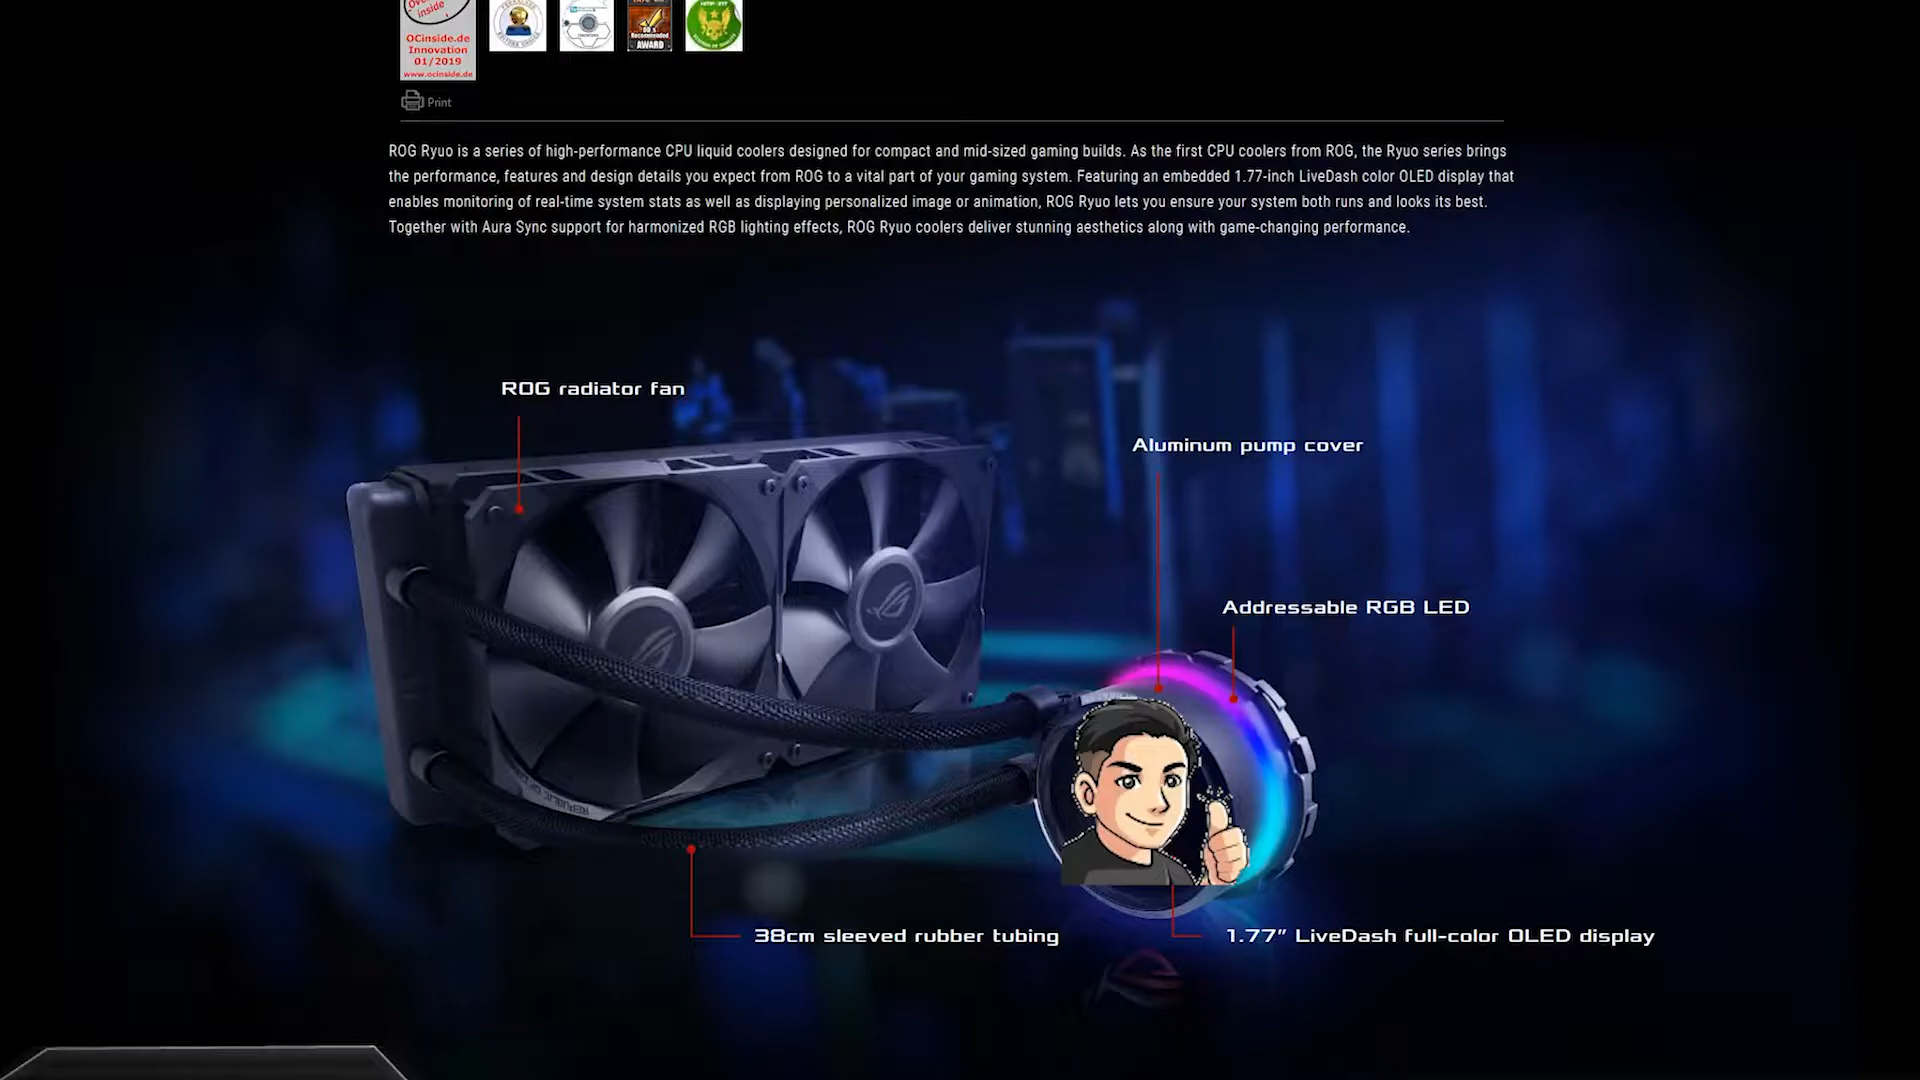 inside
OCinside.de
Innovation
01/2019
www.ocinside.de
EDITORS CHOICE
Recommended
AWARD
Print
ROG Ryuo is a series of high-performance CPU liquid coolers designed for compact and mid-sized gaming builds. As the first CPU coolers from ROG, the Ryuo series brings
the performance, features and design details you expect from ROG to a vital part of your gaming system. Featuring an embedded 1.77-inch LiveDash color OLED display that
enables monitoring of real-time system stats as well as displaying personalized image or animation, ROG Ryuo lets you ensure your system both runs and looks its best.
Together with Aura Sync support for harmonized RGB lighting effects, ROG Ryuo coolers deliver stunning aesthetics along with game-changing performance.
ROG radiator fan
Aluminum pump cover
Addressable RGB LED
38cm sleeved rubber tubing
1.77” LiveDash full-color OLED display